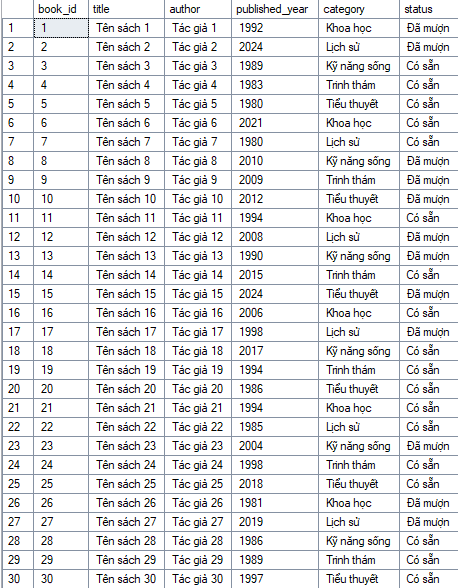 book_id title author published_year category status
1 1 Tên sách 1 Tác giả 1 1992 Khoa học Đã mượn
2 2 Tên sách 2 Tác giả 2 2024 Lịch sử Đã mượn
3 3 Tên sách 3 Tác giả 3 1989 Kỹ năng sống Có sẵn
4 4 Tên sách 4 Tác giả 4 1983 Trinh thám Có sẵn
5 5 Tên sách 5 Tác giả 5 1980 Tiểu thuyết Có sẵn
6 6 Tên sách 6 Tác giả 6 2021 Khoa học Có sẵn
7 7 Tên sách 7 Tác giả 7 1980 Lịch sử Có sẵn
8 8 Tên sách 8 Tác giả 8 2010 Kỹ năng sống Đã mượn
9 9 Tên sách 9 Tác giả 9 2009 Trinh thám Đã mượn
10 10 Tên sách 10 Tác giả 10 2012 Tiểu thuyết Đã mượn
11 11 Tên sách 11 Tác giả 11 1994 Khoa học Có sẵn
12 12 Tên sách 12 Tác giả 12 2008 Lịch sử Đã mượn
13 13 Tên sách 13 Tác giả 13 1990 Kỹ năng sống Đã mượn
14 14 Tên sách 14 Tác giả 14 2015 Trinh thám Có sẵn
15 15 Tên sách 15 Tác giả 15 2024 Tiểu thuyết Đã mượn
16 16 Tên sách 16 Tác giả 16 2006 Khoa học Có sẵn
17 17 Tên sách 17 Tác giả 17 1998 Lịch sử Đã mượn
18 18 Tên sách 18 Tác giả 18 2017 Kỹ năng sống Có sẵn
19 19 Tên sách 19 Tác giả 19 1994 Trinh thám Có sẵn
20 20 Tên sách 20 Tác giả 20 1986 Tiểu thuyết Có sẵn
21 21 Tên sách 21 Tác giả 21 1994 Khoa học Có sẵn
22 22 Tên sách 22 Tác giả 22 1985 Lịch sử Có sẵn
23 23 Tên sách 23 Tác giả 23 2004 Kỹ năng sống Đã mượn
24 24 Tên sách 24 Tác giả 24 1998 Trinh thám Có sẵn
25 25 Tên sách 25 Tác giả 25 2018 Tiểu thuyết Có sẵn
26 26 Tên sách 26 Tác giả 26 1981 Khoa học Đã mượn
27 27 Tên sách 27 Tác giả 27 2019 Lịch sử Đã mượn
28 28 Tên sách 28 Tác giả 28 1986 Kỹ năng sống Có sẵn
29 29 Tên sách 29 Tác giả 29 1989 Trinh thám Có sẵn
30 30 Tên sách 30 Tác giả 30 1997 Tiểu thuyết Có sẵn